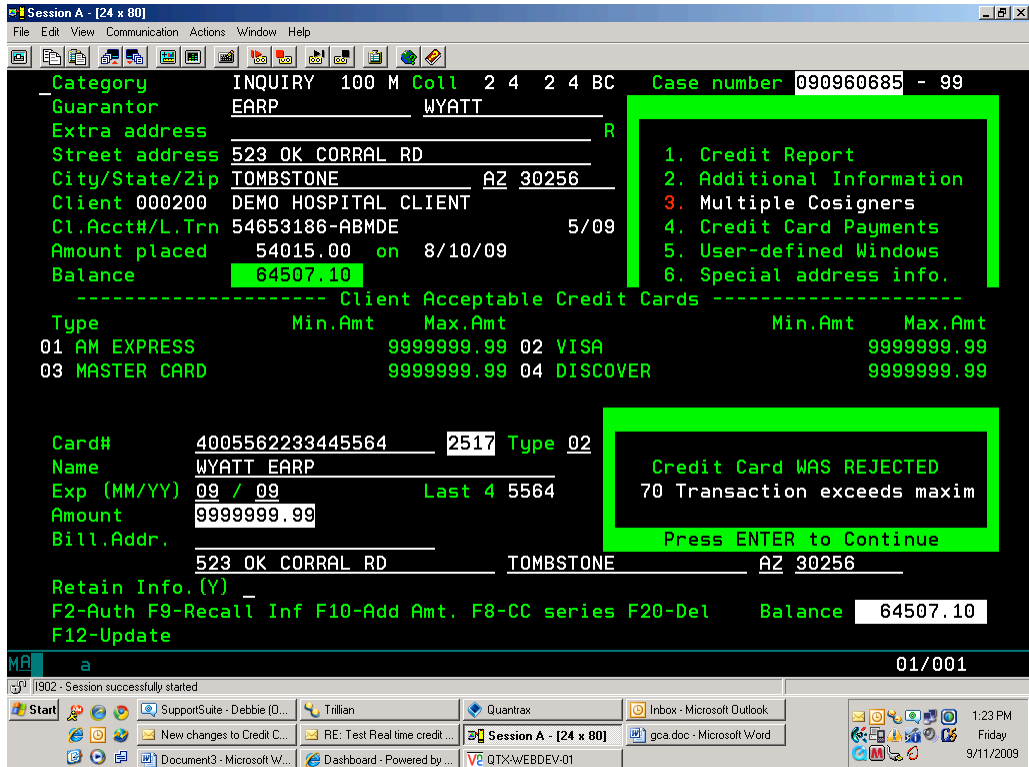 Session A - [24 x 80]
File Edit View Communication Actions Window Help
Category INQUIRY 100 M Coll 2 4 2 4 BC Case number 090960685 - 99
Guarantor EARP WYATT
Extra address R
Street address 523 OK CORRAL RD 1. Credit Report
City/State/Zip TOMBSTONE AZ 30256 2. Additional Information
Client 000200 DEMO HOSPITAL CLIENT 3. Multiple Cosigners
Cl.Acct#/L.Trn 54653186-ABMDE 5/09 4. Credit Card Payments
Amount placed 54015.00 on 8/10/09 5. User-defined Windows
Balance 64507.10 6. Special address info.
--------------------- Client Acceptable Credit Cards ---------------------
Type Min.Amt Max.Amt Min.Amt Max.Amt
01 AM EXPRESS 9999999.99 02 VISA 9999999.99
03 MASTER CARD 9999999.99 04 DISCOVER 9999999.99
Card# 4005562233445564 2517 Type 02
Name WYATT EARP Credit Card WAS REJECTED
Exp (MM/YY) 09 / 09 Last 4 5564 70 Transaction exceeds maxim
Amount 9999999.99
Bill.Addr. Press ENTER to Continue
523 OK CORRAL RD TOMBSTONE AZ 30256
Retain Info.(Y)
F2-Auth F9-Recall Inf F10-Add Amt. F8-CC series F20-Del Balance 64507.10
F12-Update
MA a 01/001
I902 - Session successfully started
Start SupportSuite - Debbie (O... Trillian Quantrax Inbox - Microsoft Outlook 1:23 PM
New changes to Credit C... RE: Test Real time credit ... Session A - [24 x 80] gca.doc - Microsoft Word Friday
Document3 - Microsoft W... Dashboard - Powered by ... QTX-WEBDEV-01 9/11/2009